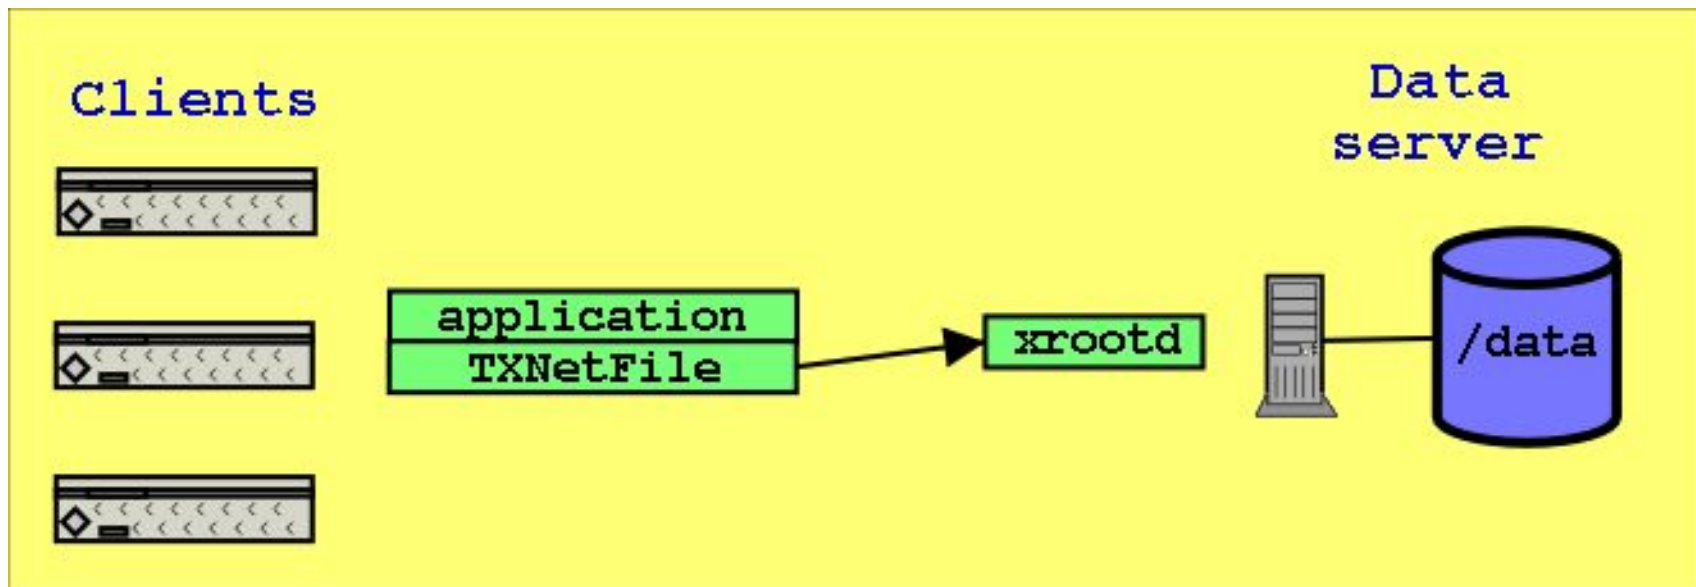 Clients
Data
server
application
TXNetFile
xrootd
/data